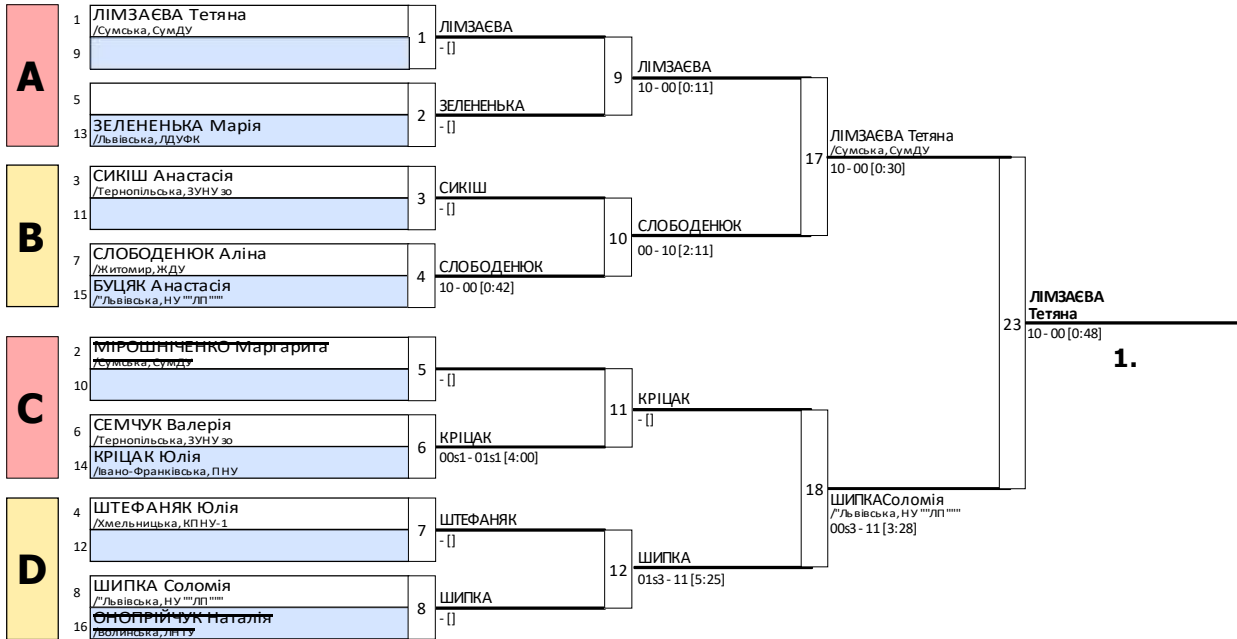 A
1 ЛІМЗАЄВА Тетяна
/Сумська, СумДУ
9
1
ЛІМЗАЄВА
- []
5
13 ЗЕЛЕНЕНЬКА Марія
/Львівська, ЛДУФК
2
ЗЕЛЕНЕНЬКА
- []
9
ЛІМЗАЄВА
10 - 00 [0:11]
B
3 СИКІШ Анастасія
/Тернопільська, ЗУНУ зо
11
3
СИКІШ
- []
7 СЛОБОДЕНЮК Аліна
/Житомир, ЖДУ
15 БУЦЯК Анастасія
/"Львівська, НУ ""ЛП""""
4
СЛОБОДЕНЮК
10 - 00 [0:42]
10
СЛОБОДЕНЮК
00 - 10 [2:11]
17
ЛІМЗАЄВА Тетяна
/Сумська, СумДУ
10 - 00 [0:30]
C
2 МІРОШНІЧЕНКО Маргарита
/Сумська, СумДУ
10
5
- []
6 СЕМЧУК Валерія
/Тернопільська, ЗУНУ зо
14 КРІЦАК Юлія
/Івано-Франківська, ПНУ
6
КРІЦАК
00s1 - 01s1 [4:00]
11
КРІЦАК
- []
D
4 ШТЕФАНЯК Юлія
/Хмельницька, КПНУ-1
12
7
ШТЕФАНЯК
- []
8 ШИПКА Соломія
/"Львівська, НУ ""ЛП""""
16 ОНОПРІЙЧУК Наталія
/Волинська, ЛНТУ
8
ШИПКА
- []
12
ШИПКА
01s3 - 11 [5:25]
18
ШИПКАСоломія
/"Львівська, НУ ""ЛП""""
00s3 - 11 [3:28]
23
ЛІМЗАЄВА
Тетяна
10 - 00 [0:48]
1.